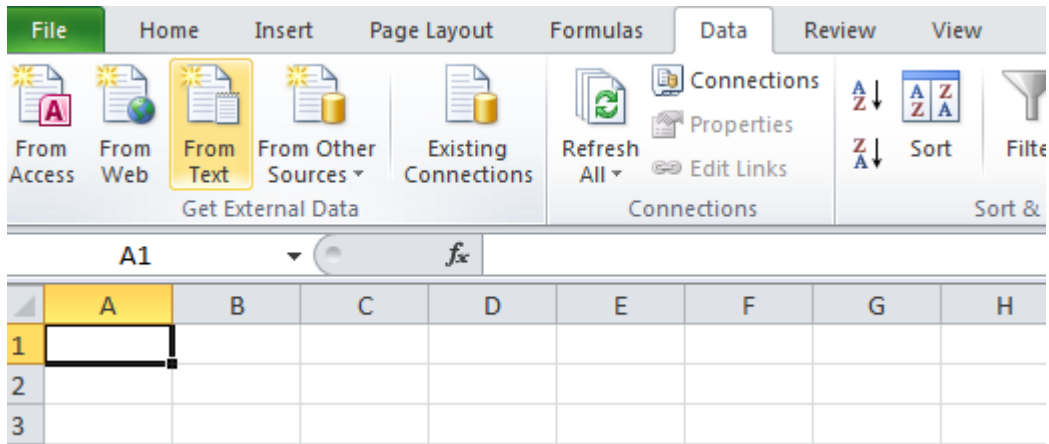 File Home Insert Page Layout Formulas Data Review View
From Access
From Web
From Text
From Other Sources
Existing Connections
Refresh All
Connections
Properties
Edit Links
A Z
Z A
A Z Z A
Sort
Filte
Get External Data Connections Sort &
A1 fx
A B C D E F G H
1
2
3